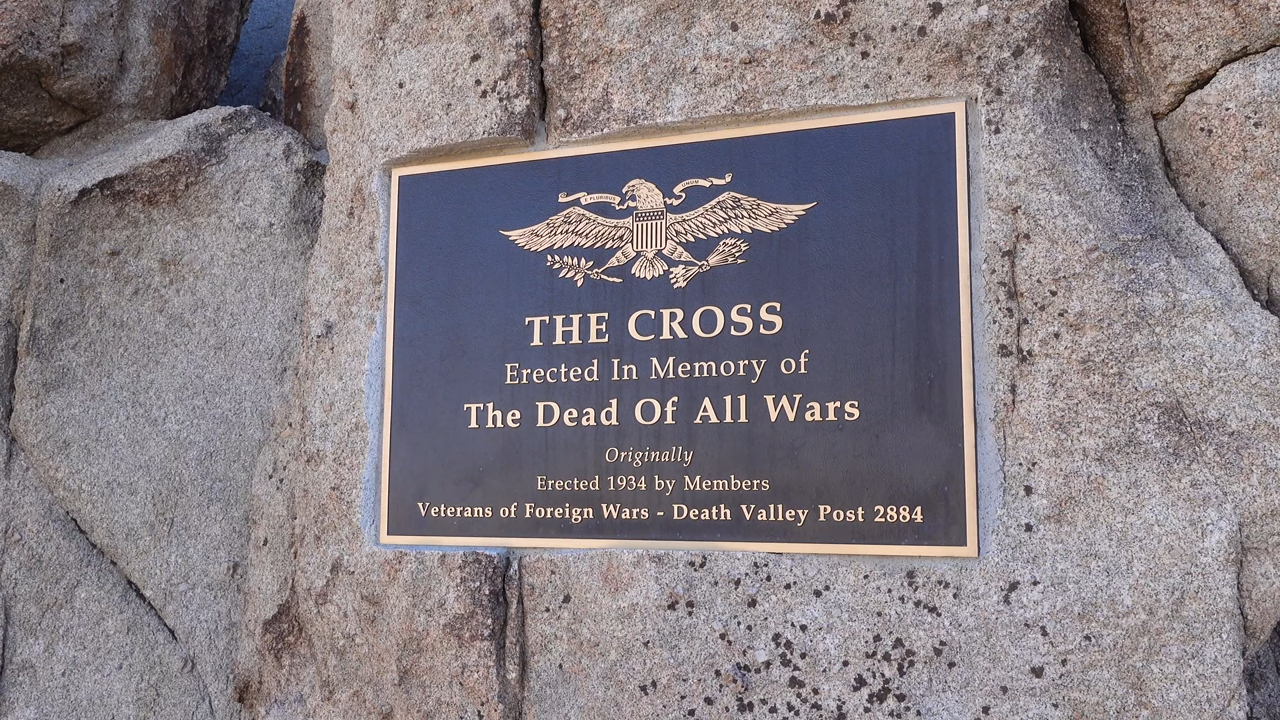 E PLURIBUS UNUM
THE CROSS
Erected In Memory of
The Dead Of All Wars
Originally
Erected 1934 by Members
Veterans of Foreign Wars - Death Valley Post 2884